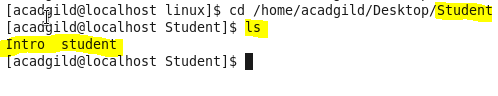 [acadgild@localhost linux]$ cd /home/acadgild/Desktop/Student
[acadgild@localhost Student]$ ls
Intro  student
[acadgild@localhost Student]$